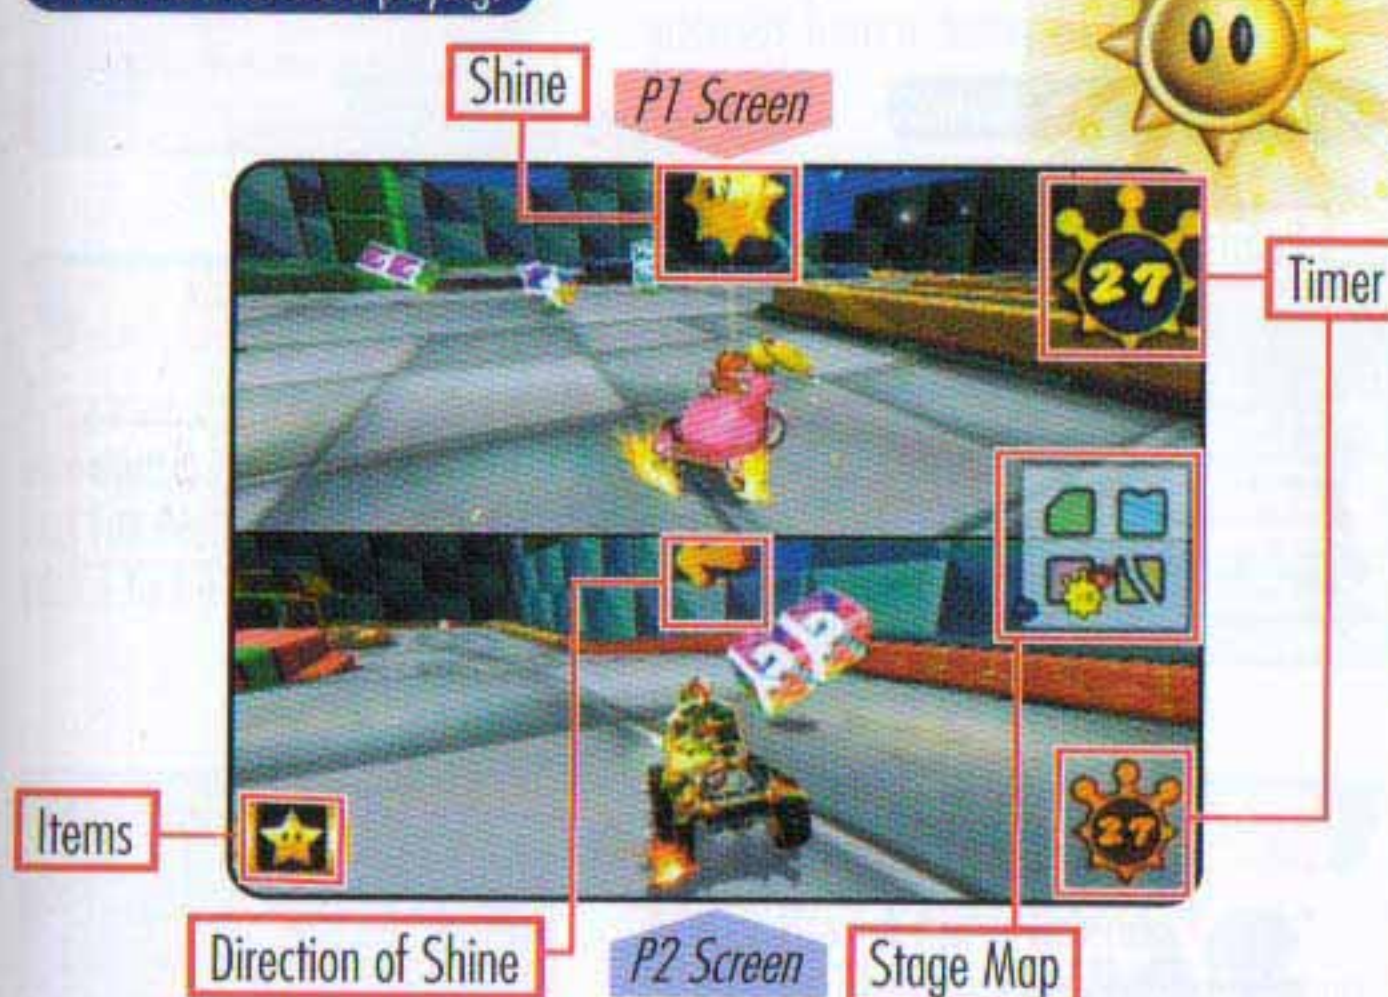 Shine
P1 Screen
27
Timer
27
Items
Direction of Shine
P2 Screen
Stage Map